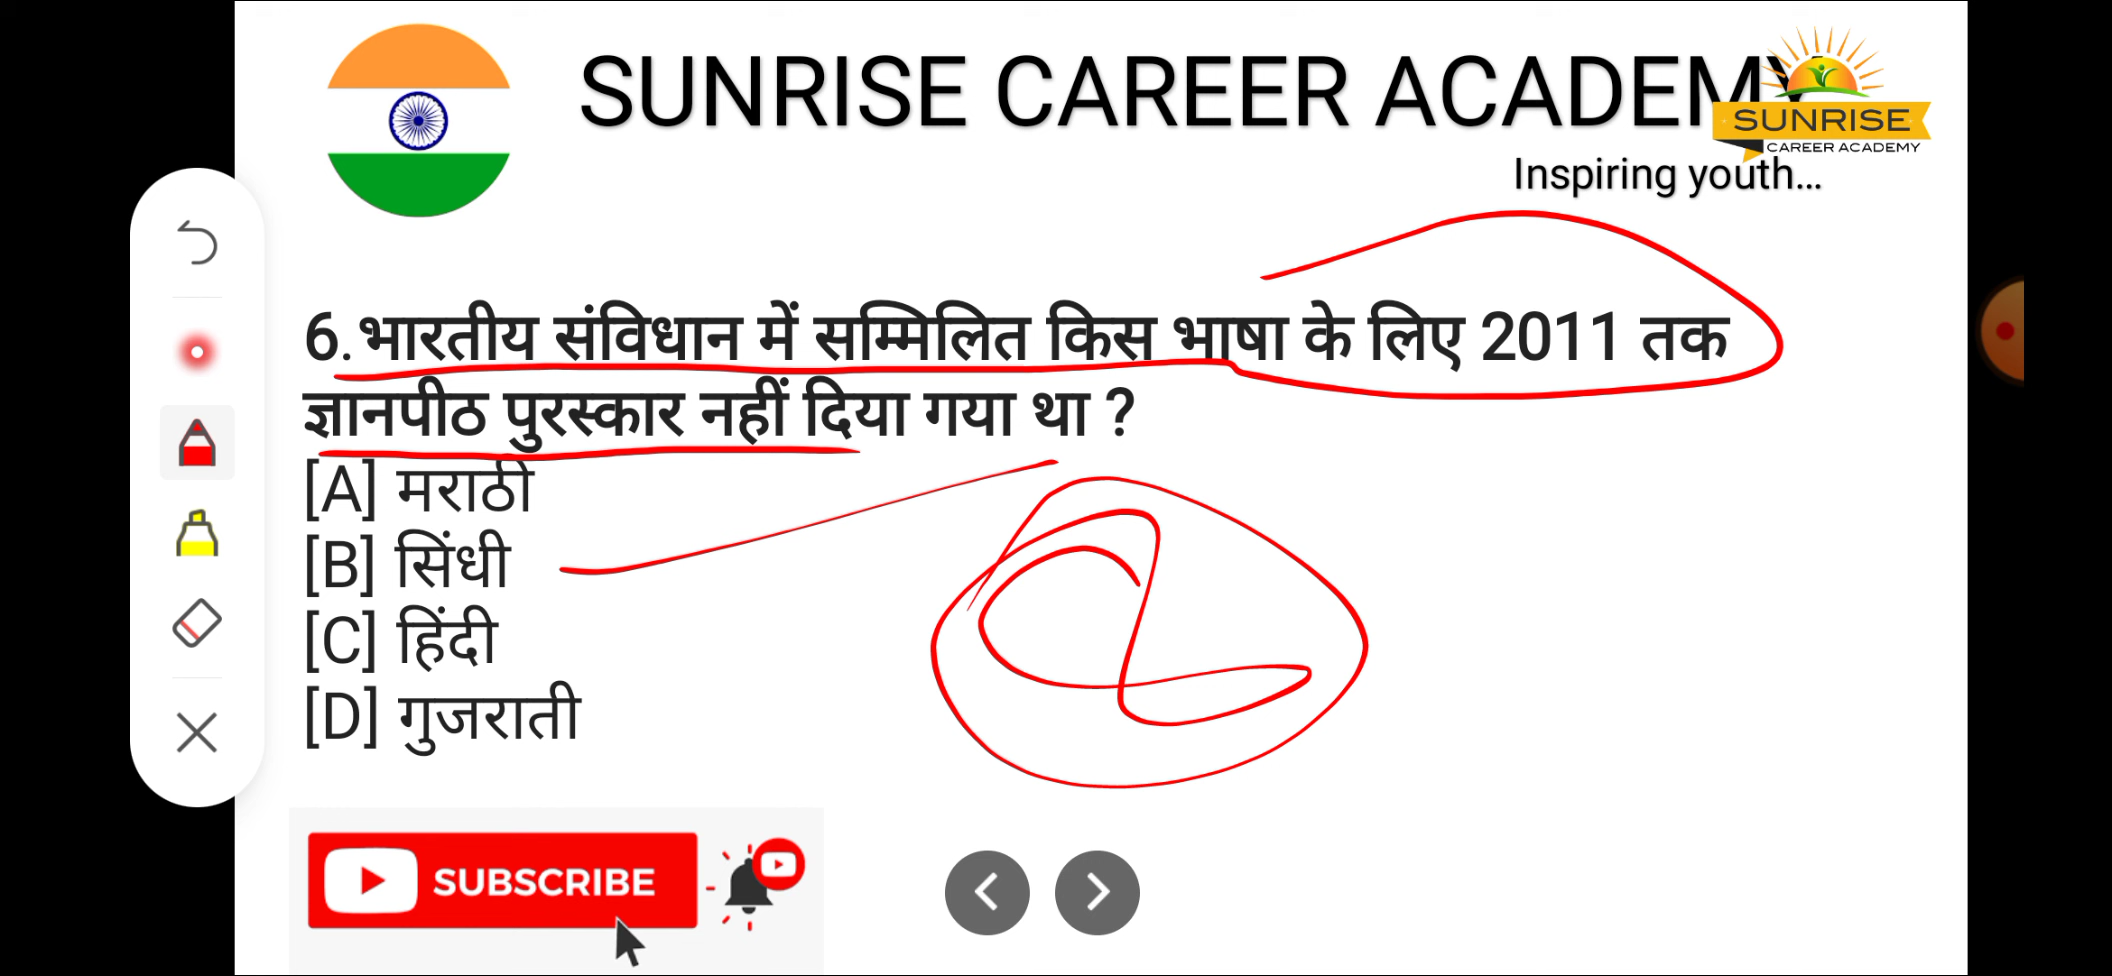 SUNRISE CAREER ACADEMY
SUNRISE
CAREER ACADEMY
Inspiring youth...
6.भारतीय संविधान में सम्मिलित किस भाषा के लिए 2011 तक
ज्ञानपीठ पुरस्कार नहीं दिया गया था ?
[A] मराठी
[B] सिंधी
[C] हिंदी
[D] गुजराती
SUBSCRIBE